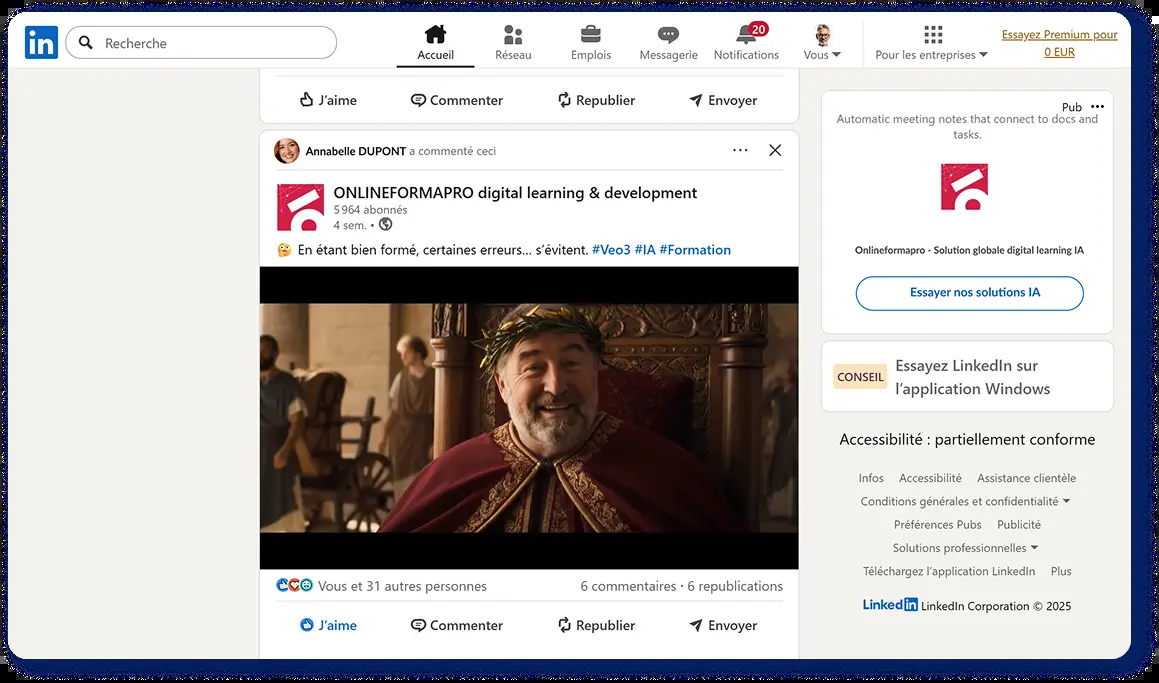 in
Recherche
Accueil
Réseau
Emplois
Messagerie
20
Notifications
Vous
Pour les entreprises
Essayez Premium pour
0 EUR
J’aime
Commenter
Republier
Envoyer
Annabelle DUPONT a commenté ceci
ONLINEFORMAPRO digital learning & development
5 964 abonnés
4 sem. •
En étant bien formé, certaines erreurs... s’évitent. #Veo3 #IA #Formation
Vous et 31 autres personnes
6 commentaires · 6 republications
J’aime
Commenter
Republier
Envoyer
Pub
Automatic meeting notes that connect to docs and
tasks.
Onlineformapro - Solution globale digital learning IA
Essayer nos solutions IA
CONSEIL
Essayez LinkedIn sur
l’application Windows
Accessibilité : partiellement conforme
Infos
Accessibilité
Assistance clientèle
Conditions générales et confidentialité
Préférences Pubs
Publicité
Solutions professionnelles
Téléchargez l’application LinkedIn
Plus
LinkedIn LinkedIn Corporation © 2025